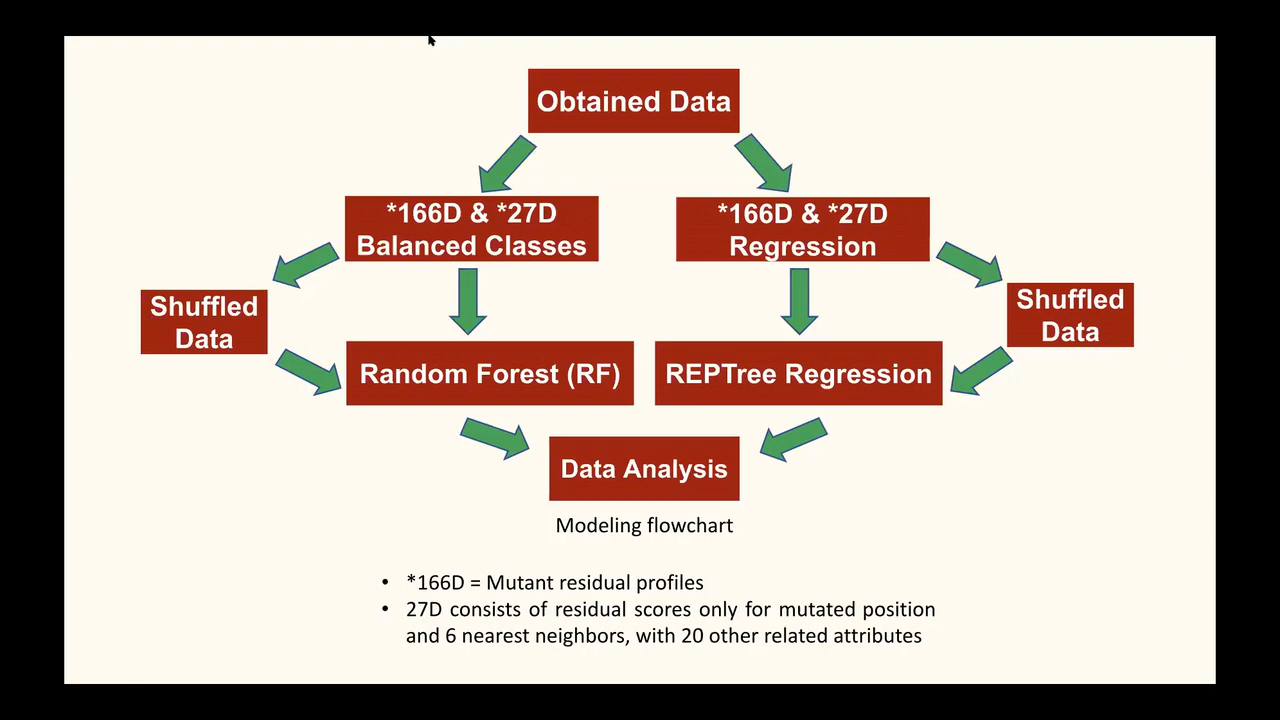 Obtained Data
*166D & *27D
Balanced Classes
*166D & *27D
Regression
Shuffled
Data
Shuffled
Data
Random Forest (RF)
REPTree Regression
Data Analysis
Modeling flowchart
• *166D = Mutant residual profiles
• 27D consists of residual scores only for mutated position
and 6 nearest neighbors, with 20 other related attributes